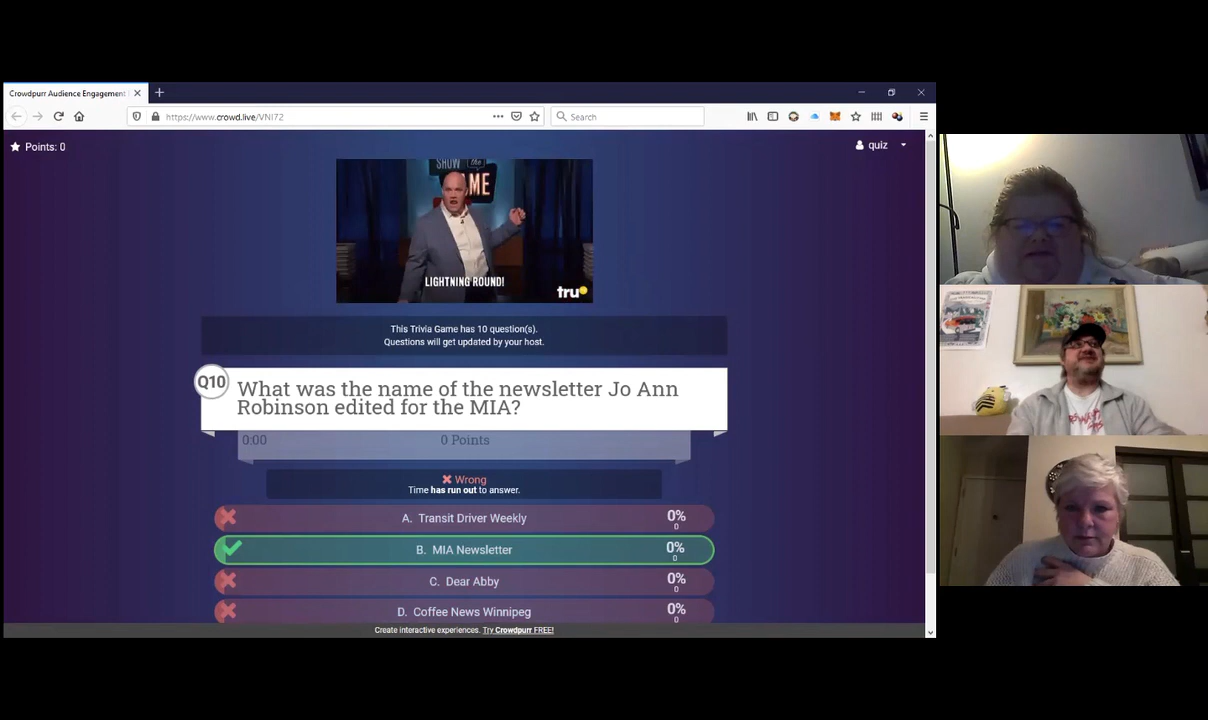 Crowdpurr Audience Engagement
https://www.crowd.live/VNI72
Search
Points: 0
quiz
SHOW the
ME
LIGHTNING ROUND!
tru
This Trivia Game has 10 question(s).
Questions will get updated by your host.
Q10
What was the name of the newsletter Jo Ann
Robinson edited for the MIA?
0:00 0 Points
Wrong
Time has run out to answer.
A. Transit Driver Weekly 0%
0
B. MIA Newsletter 0%
0
C. Dear Abby 0%
0
D. Coffee News Winnipeg 0%
0
Create interactive experiences. Try Crowdpurr FREE!